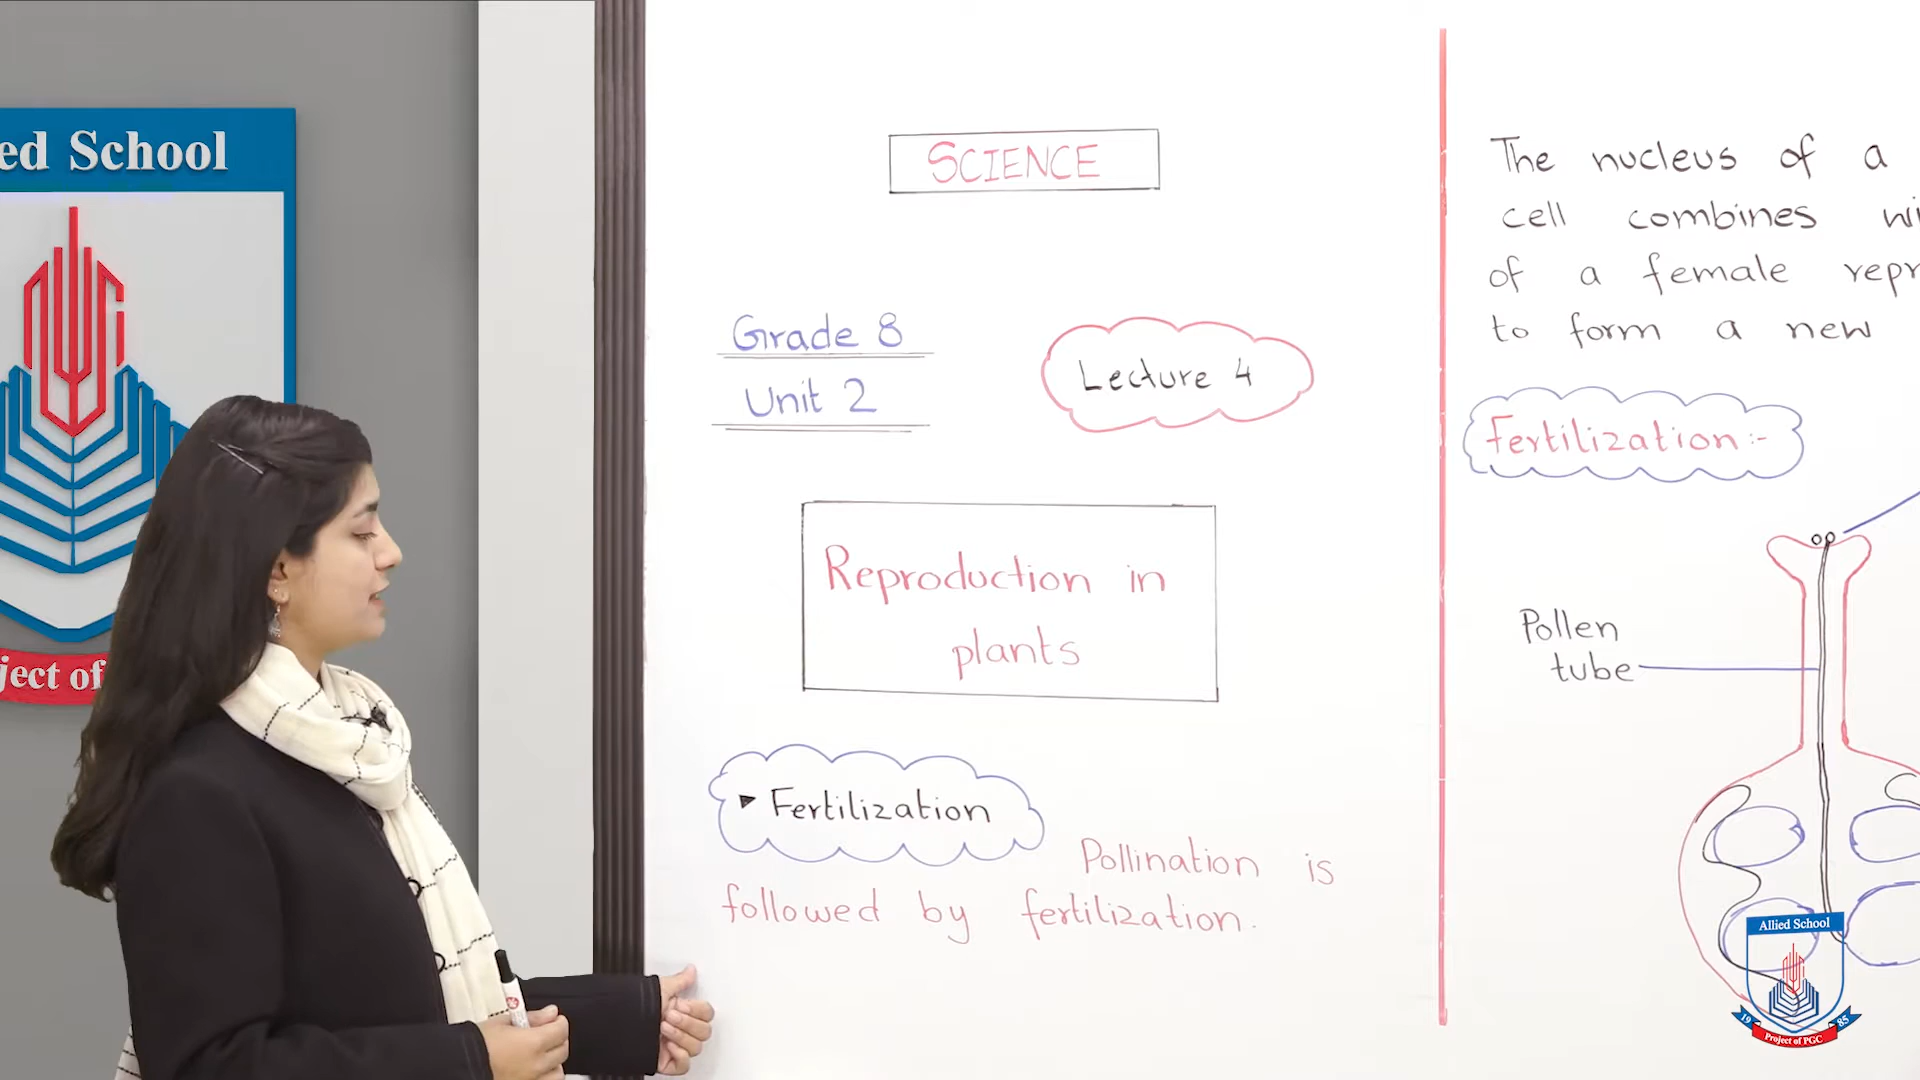 ed School
ject of
SCIENCE
Grade 8
Unit 2
Lecture 4
Reproduction in
plants
Fertilization
Pollination is
followed by fertilization.
The nucleus of a
cell combines wi
of a female repr
to form a new
Fertilization:-
Pollen
tube
Allied School
19 85
Project of PGC